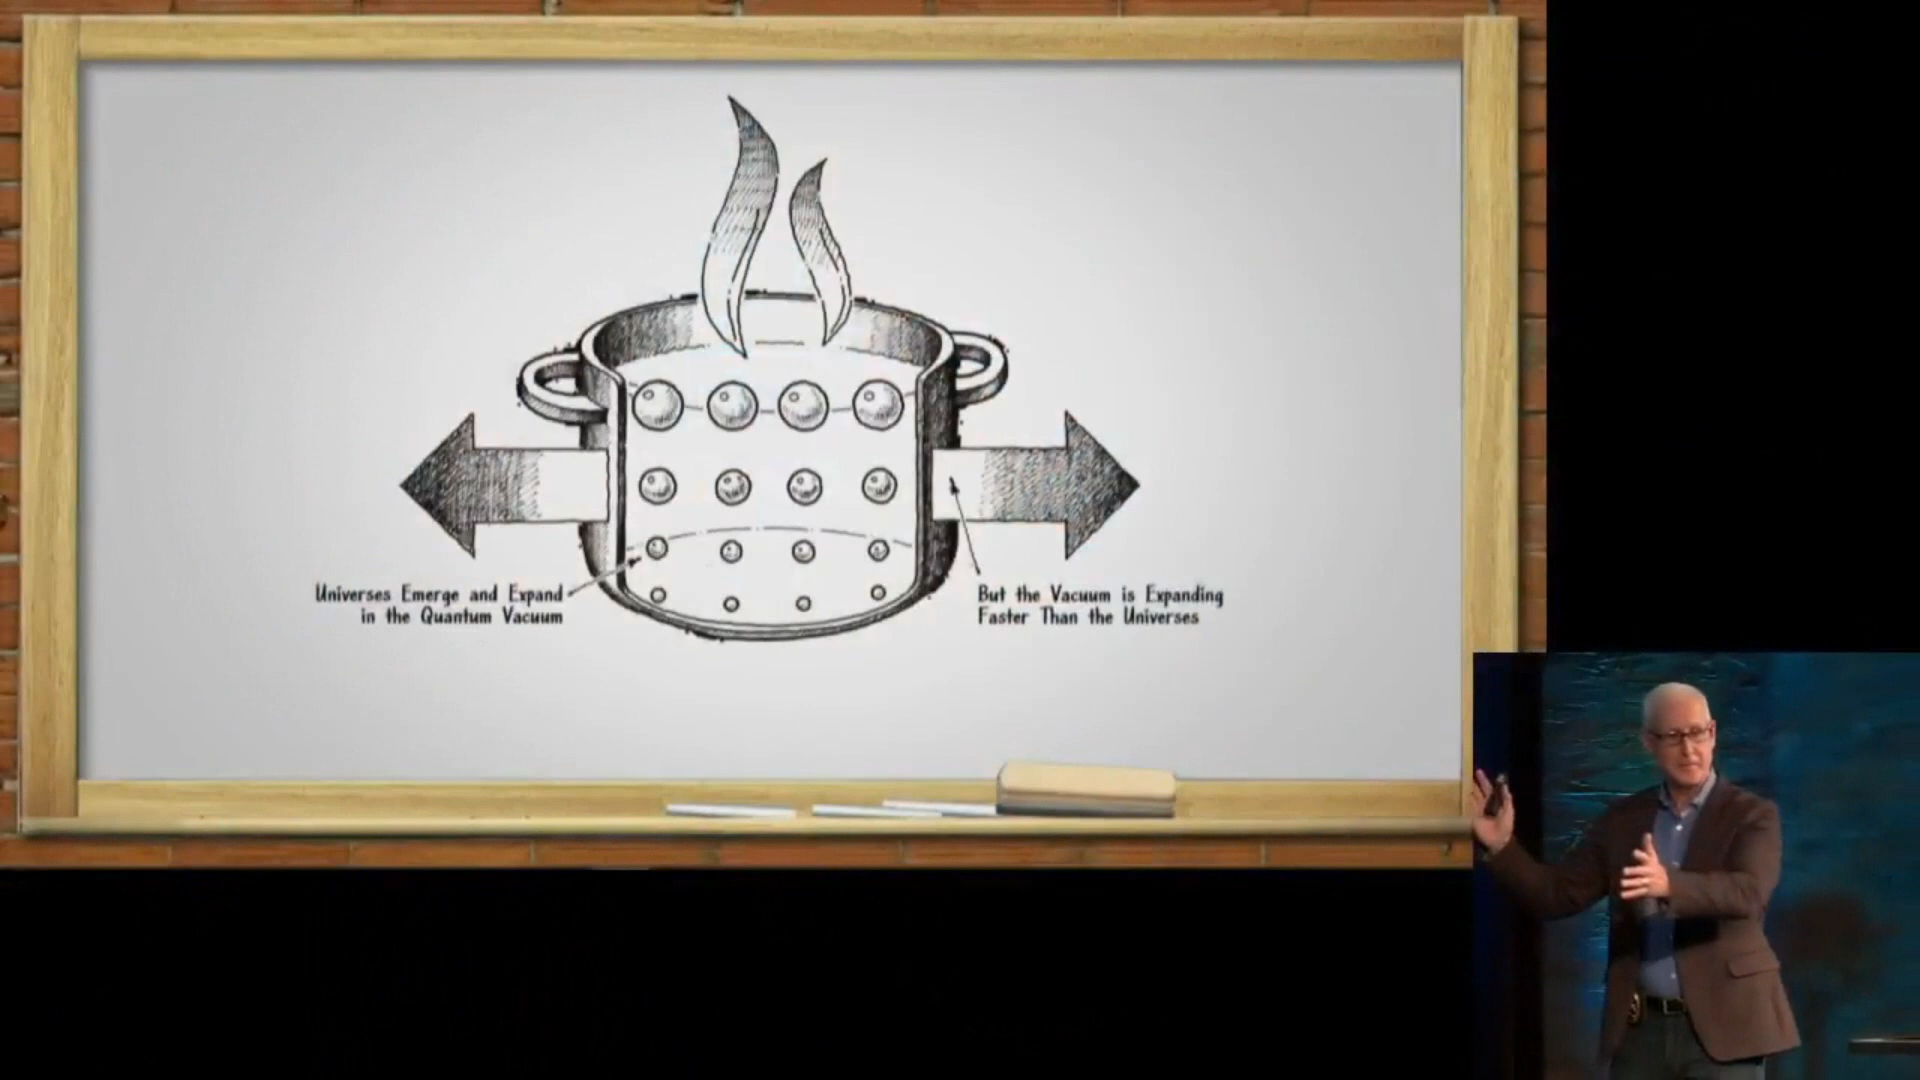 Universes Emerge and Expand
in the Quantum Vacuum
But the Vacuum is Expanding
Faster Than the Universes